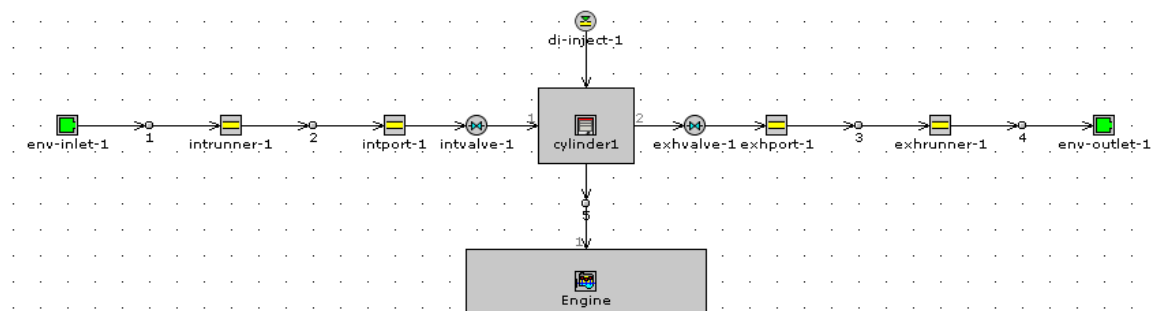 di-inject-1
1 2
env-inlet-1 1 intrunner-1 2 intport-1 intvalve-1 cylinder1 exhvalve-1 exhport-1 3 exhrunner-1 4 env-outlet-1
5
1
Engine